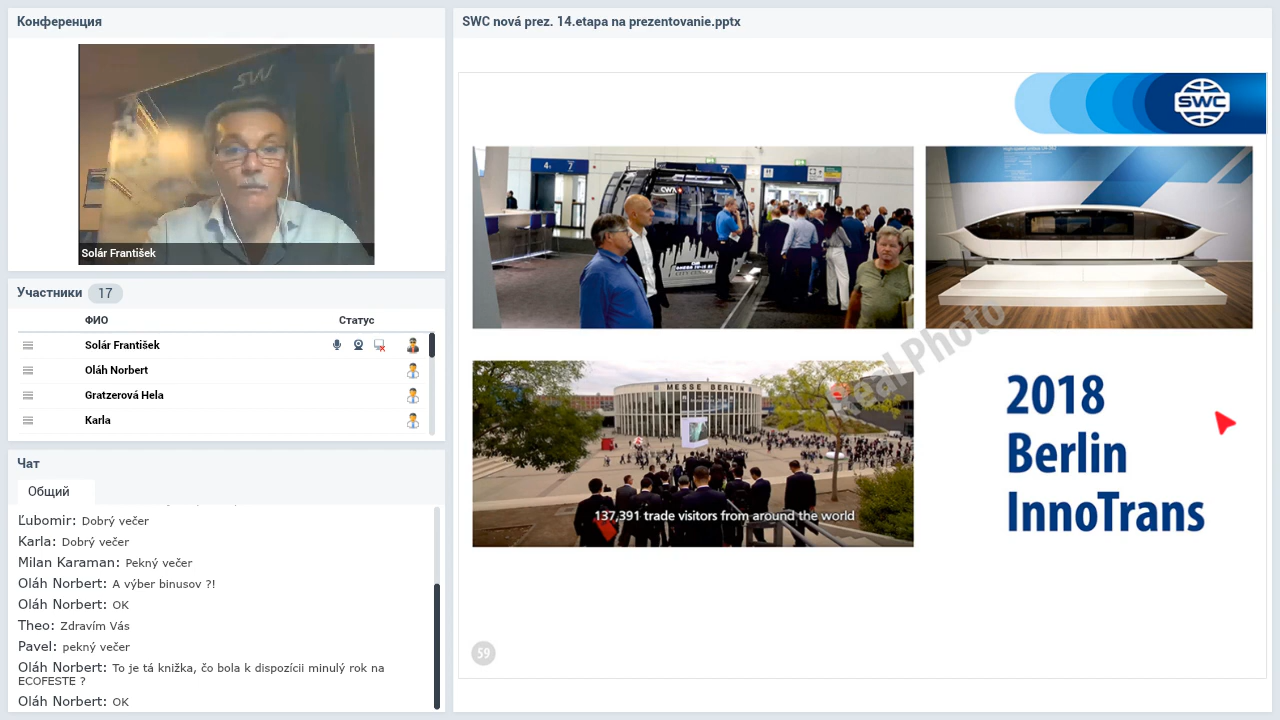 Конференция
SW
Solár František
Участники 17
ФИО Статус
Solár František
Oláh Norbert
Gratzerová Hela
Karla
Чат
Общий
Ľubomir: Dobrý večer
Karla: Dobrý večer
Milan Karaman: Pekný večer
Oláh Norbert: A výber binusov ?!
Oláh Norbert: OK
Theo: Zdravím Vás
Pavel: pekný večer
Oláh Norbert: To je tá knižka, čo bola k dispozícii minulý rok na
ECOFESTE ?
Oláh Norbert: OK
SWC nová prez. 14.etapa na prezentovanie.pptx
SWC
7
7
CWA
MESSE BERLIN
137,391 trade visitors from around the world
Real Photo
2018
Berlin
InnoTrans
59